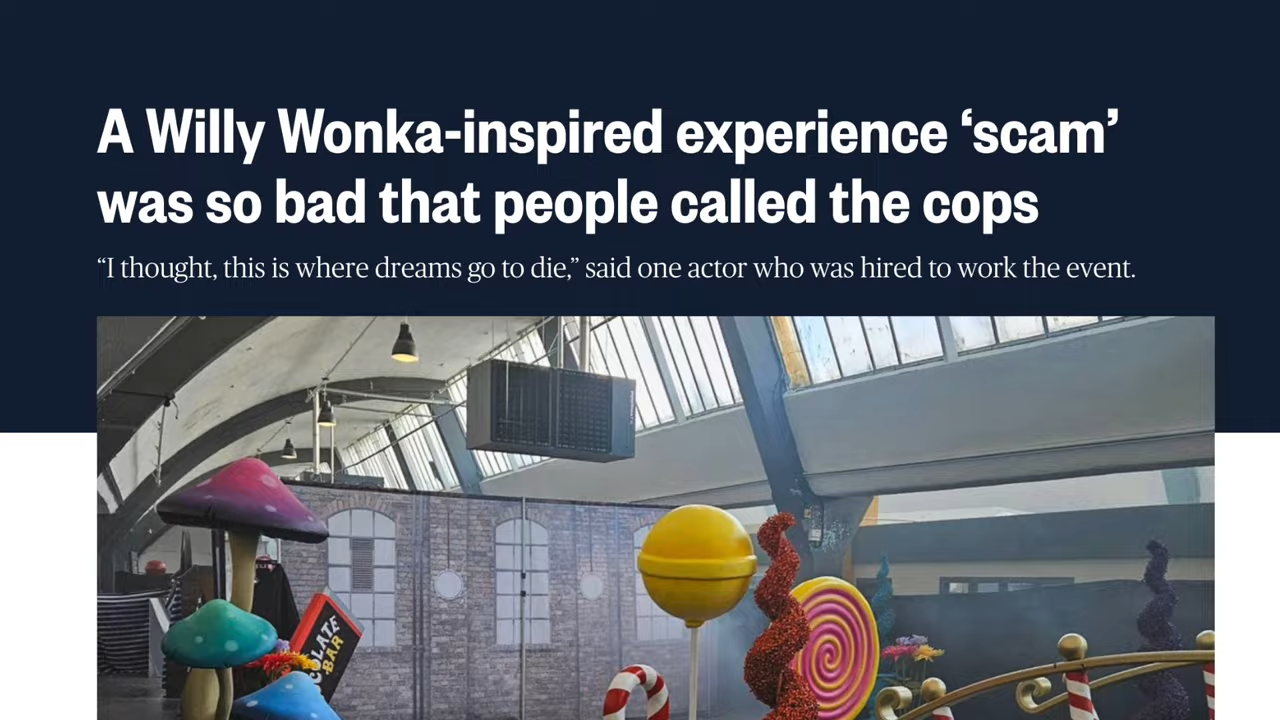 A Willy Wonka-inspired experience ‘scam’
was so bad that people called the cops
“I thought, this is where dreams go to die,” said one actor who was hired to work the event.
BAR